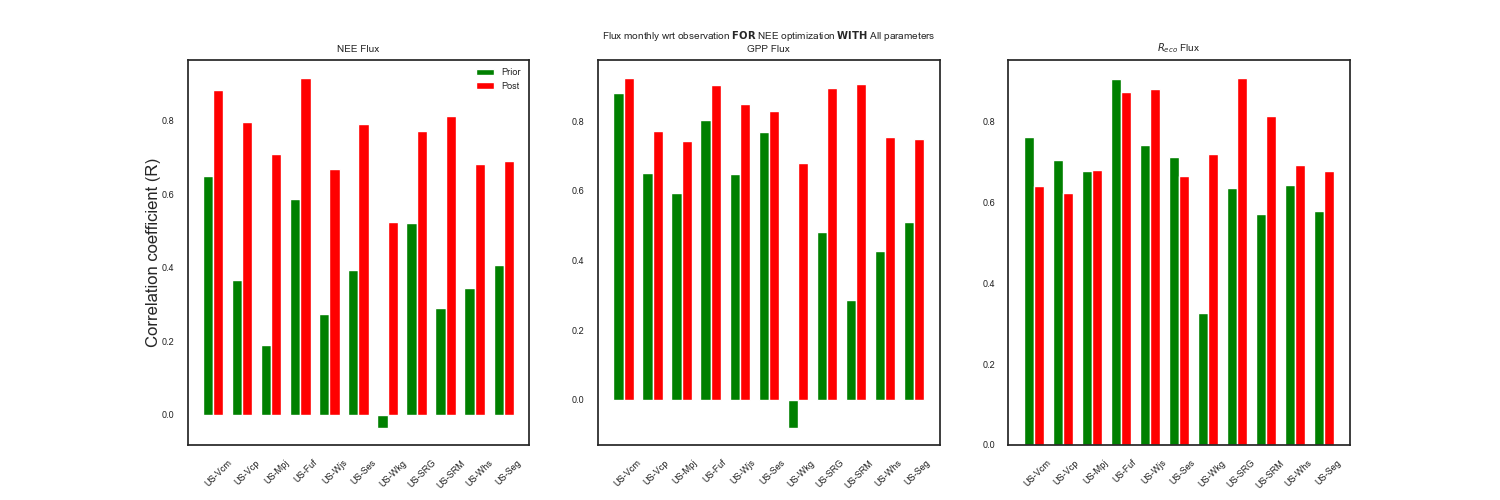 Flux monthly wrt observation FOR NEE optimization WITH All parameters
NEE Flux
GPP Flux
R_eco Flux
Prior
Post
Correlation coefficient (R)
0.8
0.6
0.4
0.2
0.0
US-Vcm
US-Vcp
US-Mpj
US-Fuf
US-Wjs
US-Ses
US-Wkg
US-SRG
US-SRM
US-Whs
US-Seg
0.8
0.6
0.4
0.2
0.0
US-Vcm
US-Vcp
US-Mpj
US-Fuf
US-Wjs
US-Ses
US-Wkg
US-SRG
US-SRM
US-Whs
US-Seg
0.8
0.6
0.4
0.2
0.0
US-Vcm
US-Vcp
US-Mpj
US-Fuf
US-Wjs
US-Ses
US-Wkg
US-SRG
US-SRM
US-Whs
US-Seg